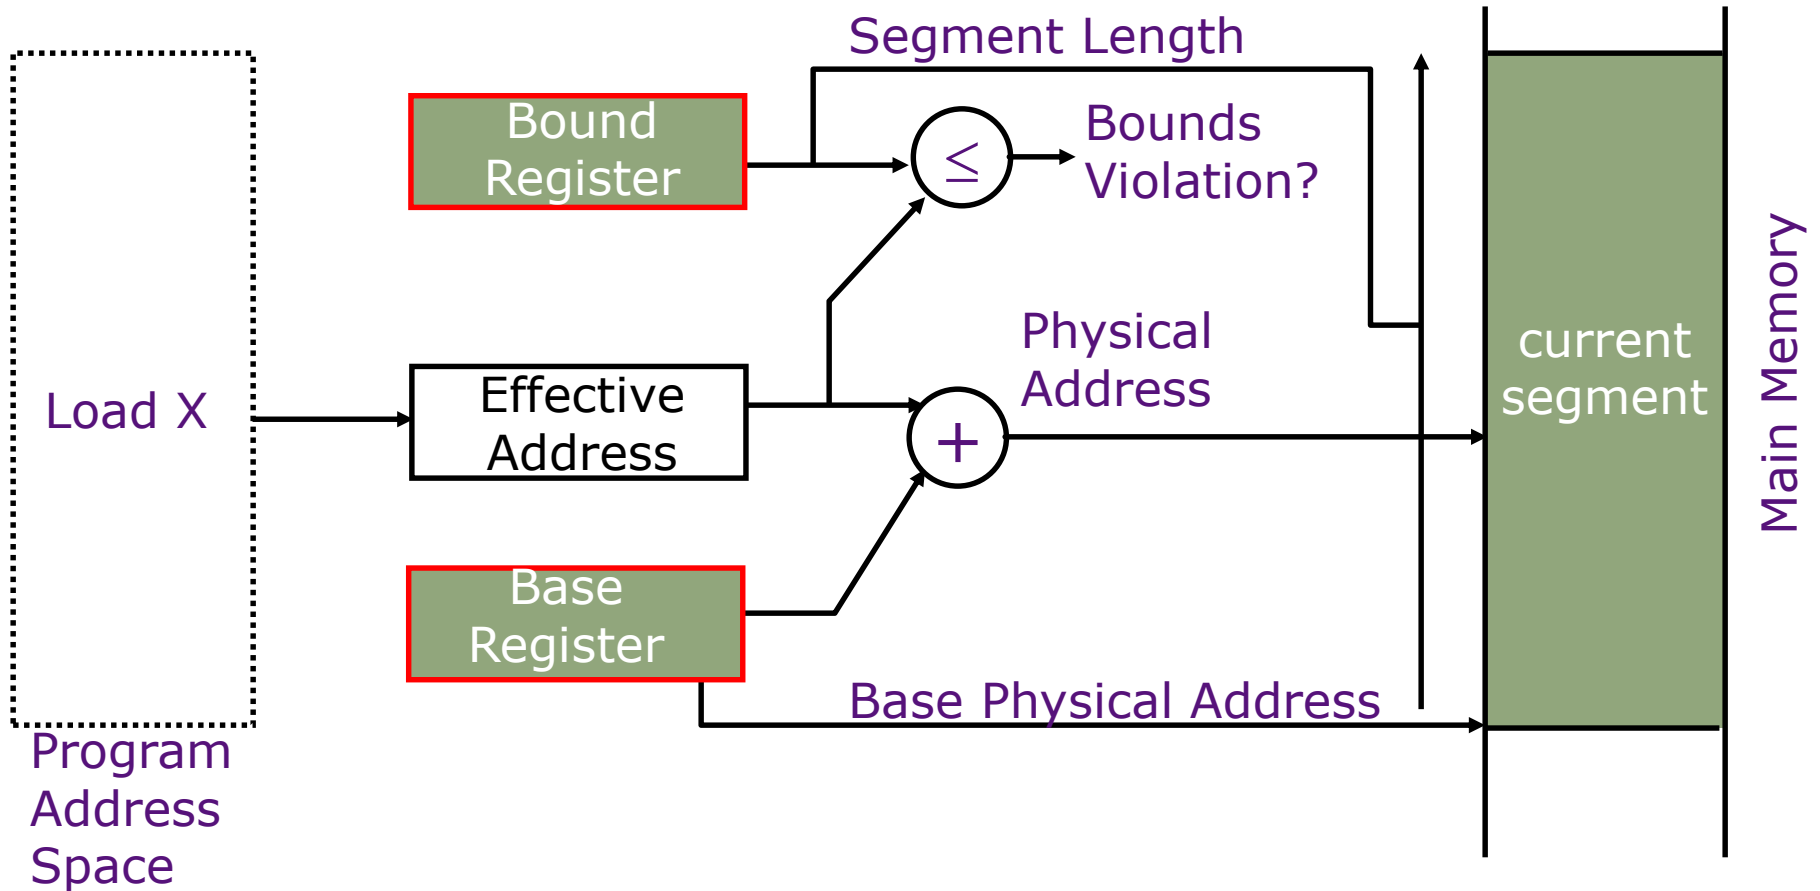 Segment Length
Bound
Register
≤
Bounds
Violation?
Load X
Effective
Address
+
Physical
Address
current
segment
Main Memory
Base
Register
Base Physical Address
Program
Address
Space